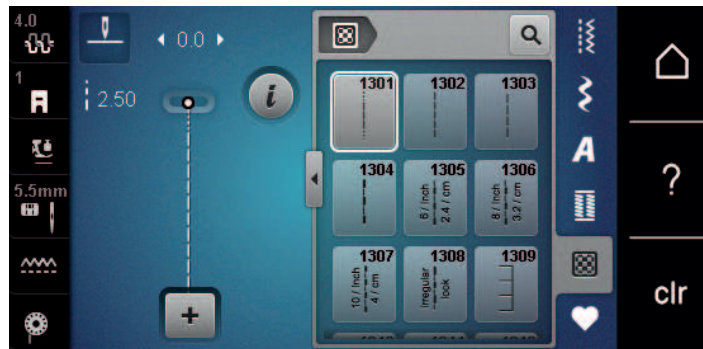 4.0
0.0
1
2.50
i
5.5mm
1301
1302
1303
1304
1305
6 / Inch
2.4 / cm
1306
8 / Inch
3.2 / cm
1307
10 / Inch
4 / cm
1308
irregular
look
1309
A
?
clr